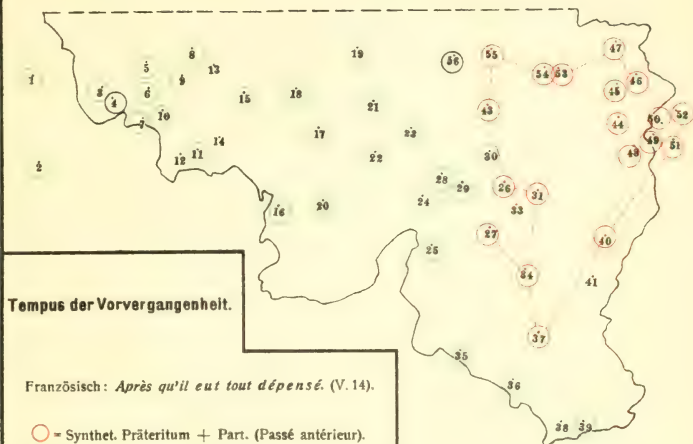 8 19 55 47
5 13 56
1 9 54 53 46
3 6 15 18 45
4 21 43
10 50. 52
7 17 23 44
14 49
12 11 22 30 48 51
2
28 29 26 31
16 20 24 33
25 27 40
34 41
Tempus der Vorvergangenheit.
37
35
Französisch: Après qu'il eut tout dépensé. (V. 14).
36
38 39
= Synthet. Präteritum + Part. (Passé antérieur).